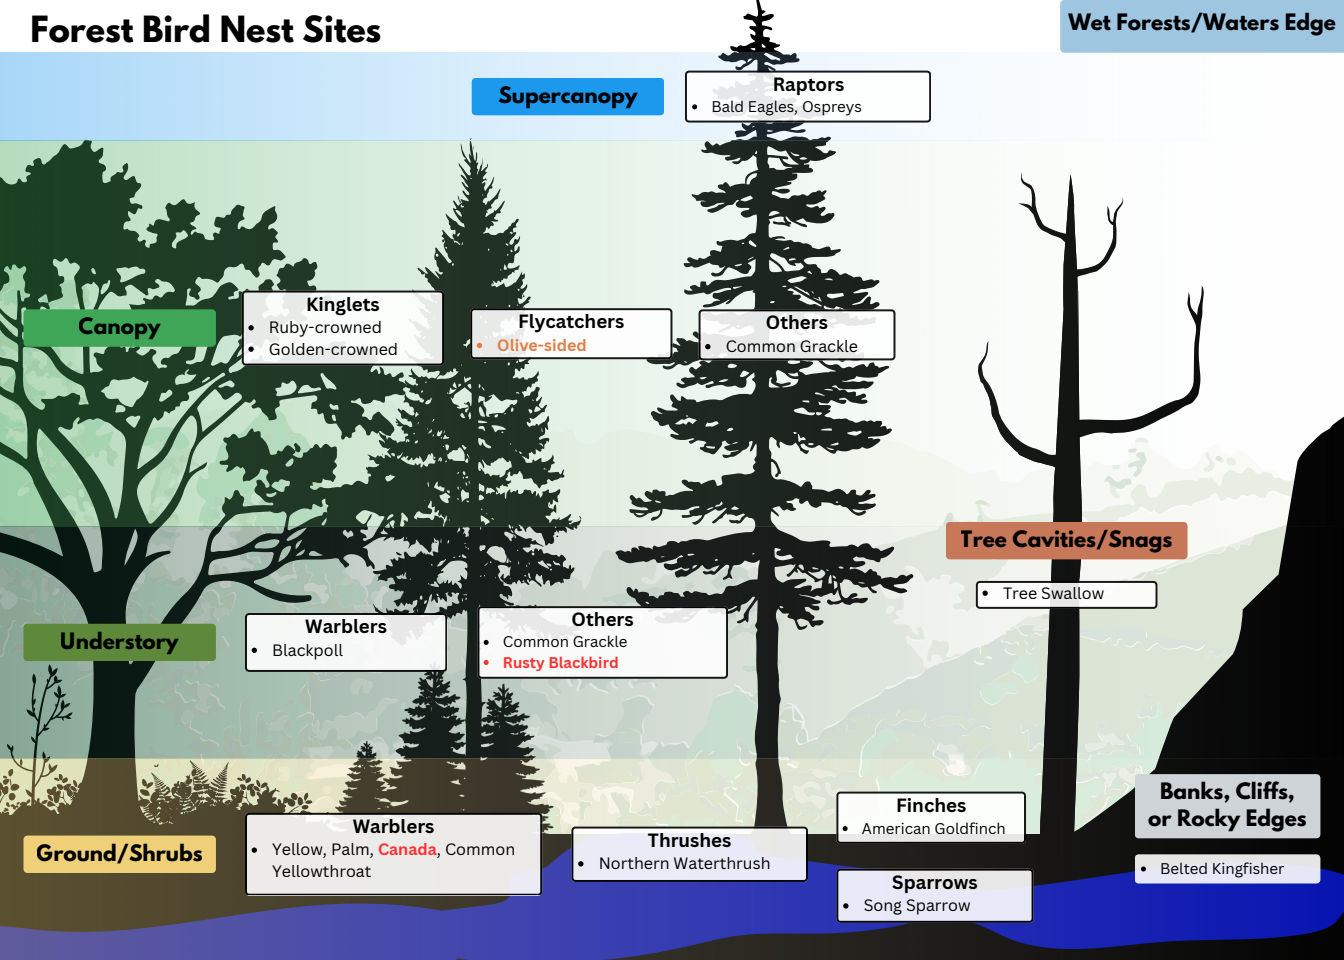 Forest Bird Nest Sites
Wet Forests/Waters Edge
Supercanopy
Raptors
• Bald Eagles, Ospreys
Canopy
Kinglets
• Ruby-crowned
• Golden-crowned
Flycatchers
• Olive-sided
Others
• Common Grackle
Tree Cavities/Snags
• Tree Swallow
Understory
Warblers
• Blackpoll
Others
• Common Grackle
• Rusty Blackbird
Ground/Shrubs
Warblers
• Yellow, Palm, Canada, Common
Yellowthroat
Thrushes
• Northern Waterthrush
Finches
• American Goldfinch
Sparrows
• Song Sparrow
Banks, Cliffs,
or Rocky Edges
• Belted Kingfisher